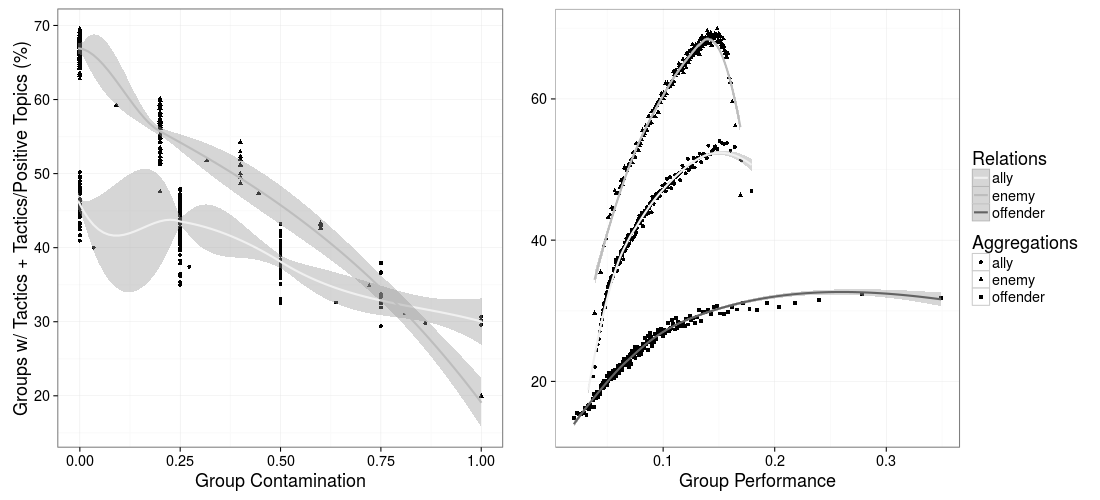 Groups w/ Tactics + Tactics/Positive Topics (%)
70
60
50
40
30
20
0.00 0.25 0.50 0.75 1.00
Group Contamination
60
40
20
0.1 0.2 0.3
Group Performance
Relations
ally
enemy
offender
Aggregations
ally
enemy
offender